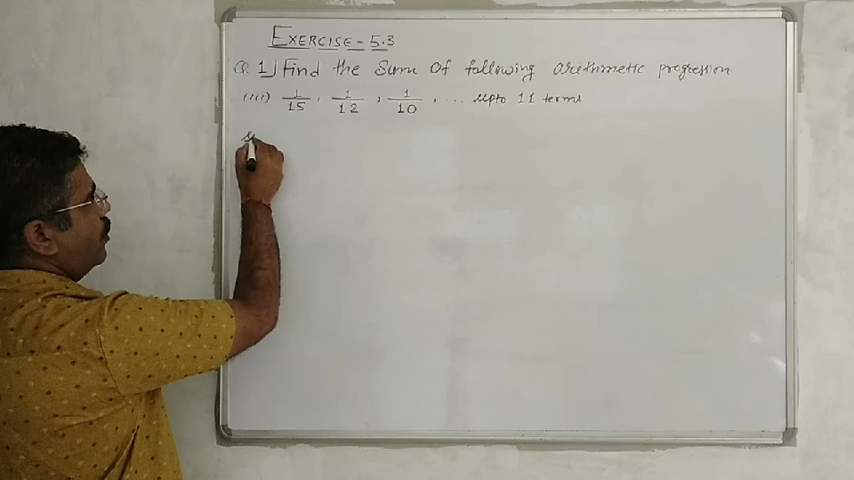 EXERCISE - 5.3
Q. 1] Find the Sum Of following arethmetic progression.
(iii) 1/15, 1/12, 1/10, ... upto 11 terms